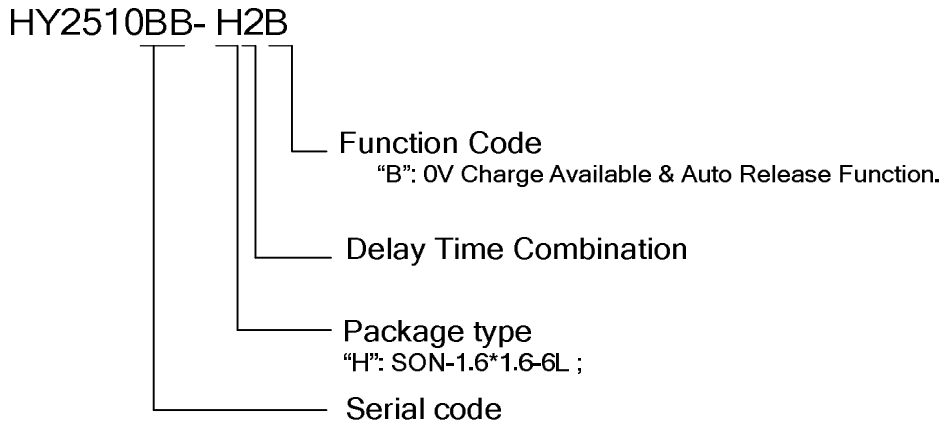 HY2510BB- H2B
Function Code
“B”: 0V Charge Available & Auto Release Function.
Delay Time Combination
Package type
“H”: SON-1.6*1.6-6L ;
Serial code